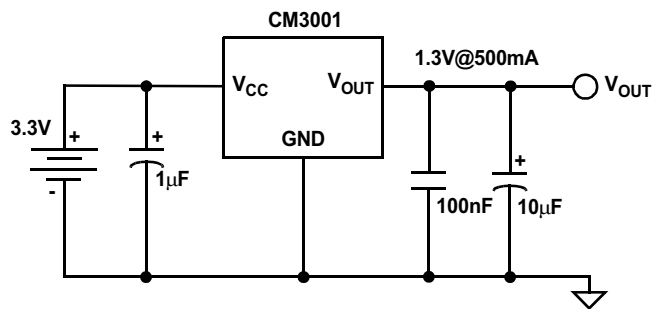 CM3001
1.3V@500mA
V_CC
V_OUT
V_OUT
3.3V
+
+
GND
+
-
1μF
100nF
10μF